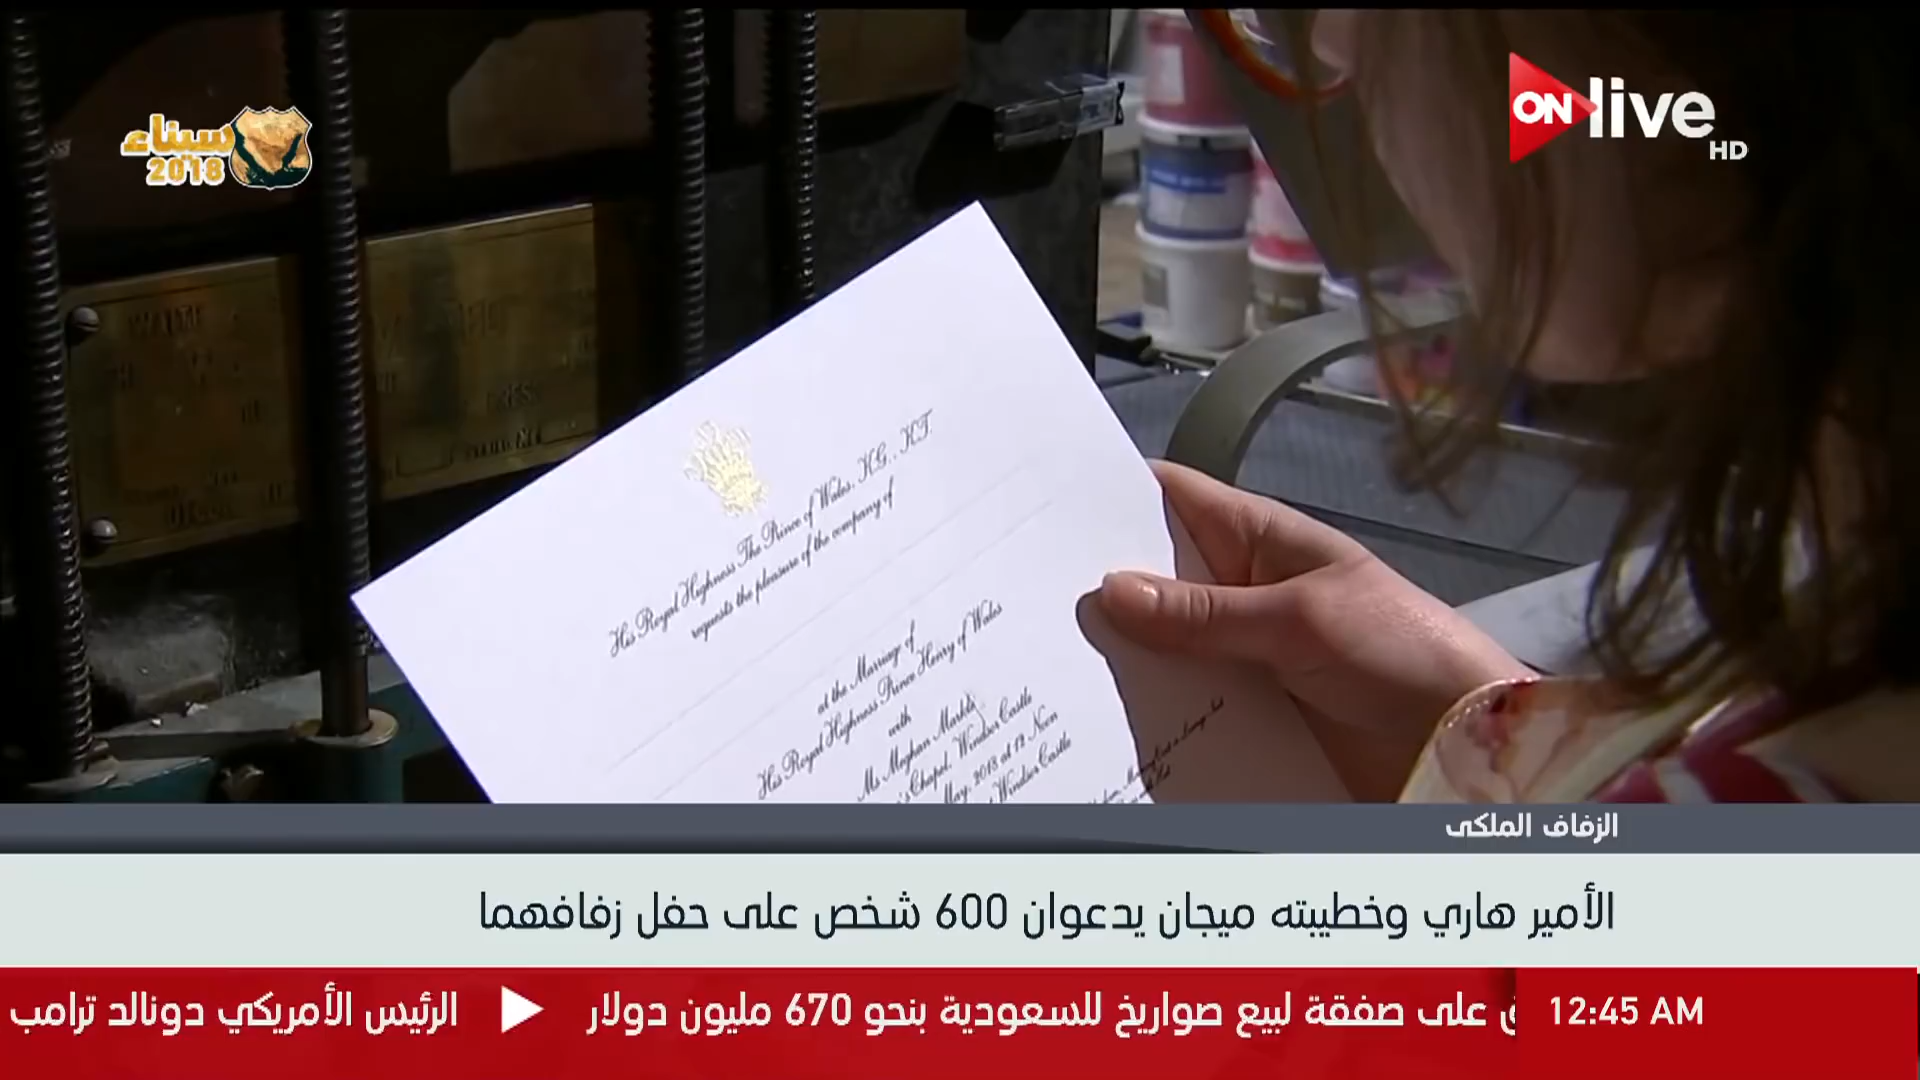 سيناء
2018
ON live
HD
His Royal Highness The Prince of Wales, K.G., K.T.
requests the pleasure of the company of
at the Marriage of
His Royal Highness Prince Henry of Wales
with
Ms Meghan Markle
's Chapel, Windsor Castle
May, 2018 at 12 Noon
Windsor Castle
الزفاف الملكى
الأمير هاري وخطيبته ميجان يدعوان 600 شخص على حفل زفافهما
على صفقة لبيع صواريخ للسعودية بنحو 670 مليون دولار
الرئيس الأمريكي دونالد ترامب
12:45 AM